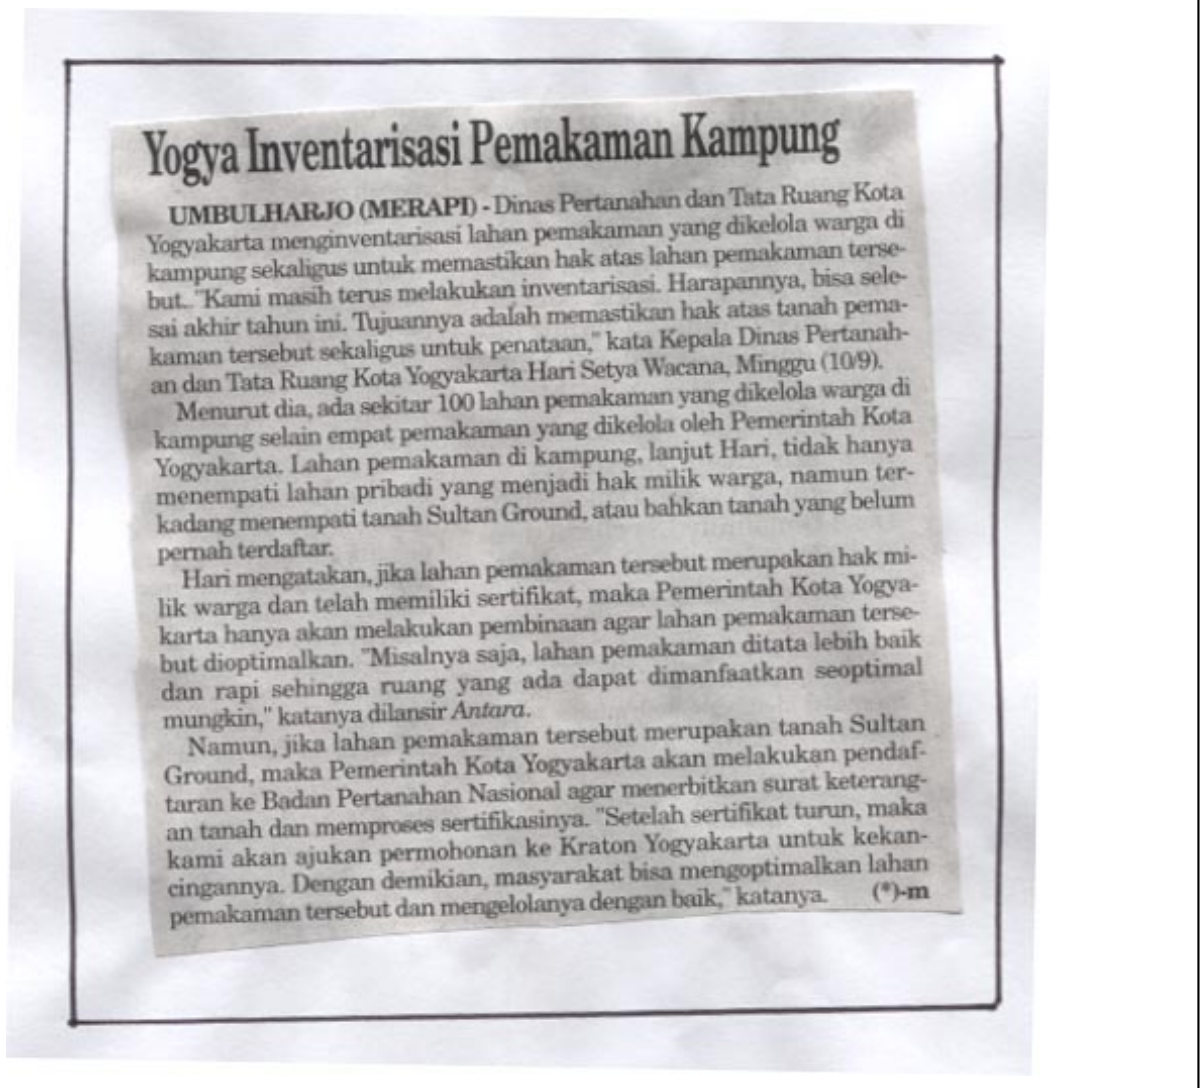 Yogya Inventarisasi Pemakaman Kampung
UMBULHARJO (MERAPI) - Dinas Pertanahan dan Tata Ruang Kota
Yogyakarta menginventarisasi lahan pemakaman yang dikelola warga di
kampung sekaligus untuk memastikan hak atas lahan pemakaman terse-
but. "Kami masih terus melakukan inventarisasi. Harapannya, bisa sele-
sai akhir tahun ini. Tujuannya adalah memastikan hak atas tanah pema-
kaman tersebut sekaligus untuk penataan," kata Kepala Dinas Pertanah-
an dan Tata Ruang Kota Yogyakarta Hari Setya Wacana, Minggu (10/9).
Menurut dia, ada sekitar 100 lahan pemakaman yang dikelola warga di
kampung selain empat pemakaman yang dikelola oleh Pemerintah Kota
Yogyakarta. Lahan pemakaman di kampung, lanjut Hari, tidak hanya
menempati lahan pribadi yang menjadi hak milik warga, namun ter-
kadang menempati tanah Sultan Ground, atau bahkan tanah yang belum
pernah terdaftar.
Hari mengatakan, jika lahan pemakaman tersebut merupakan hak mi-
lik warga dan telah memiliki sertifikat, maka Pemerintah Kota Yogya-
karta hanya akan melakukan pembinaan agar lahan pemakaman terse-
but dioptimalkan. "Misalnya saja, lahan pemakaman ditata lebih baik
dan rapi sehingga ruang yang ada dapat dimanfaatkan seoptimal
mungkin," katanya dilansir Antara.
Namun, jika lahan pemakaman tersebut merupakan tanah Sultan
Ground, maka Pemerintah Kota Yogyakarta akan melakukan pendaf-
taran ke Badan Pertanahan Nasional agar menerbitkan surat keterang-
an tanah dan memproses sertifikasinya. "Setelah sertifikat turun, maka
kami akan ajukan permohonan ke Kraton Yogyakarta untuk kekan-
cingannya. Dengan demikian, masyarakat bisa mengoptimalkan lahan
pemakaman tersebut dan mengelolanya dengan baik," katanya. (*)-m